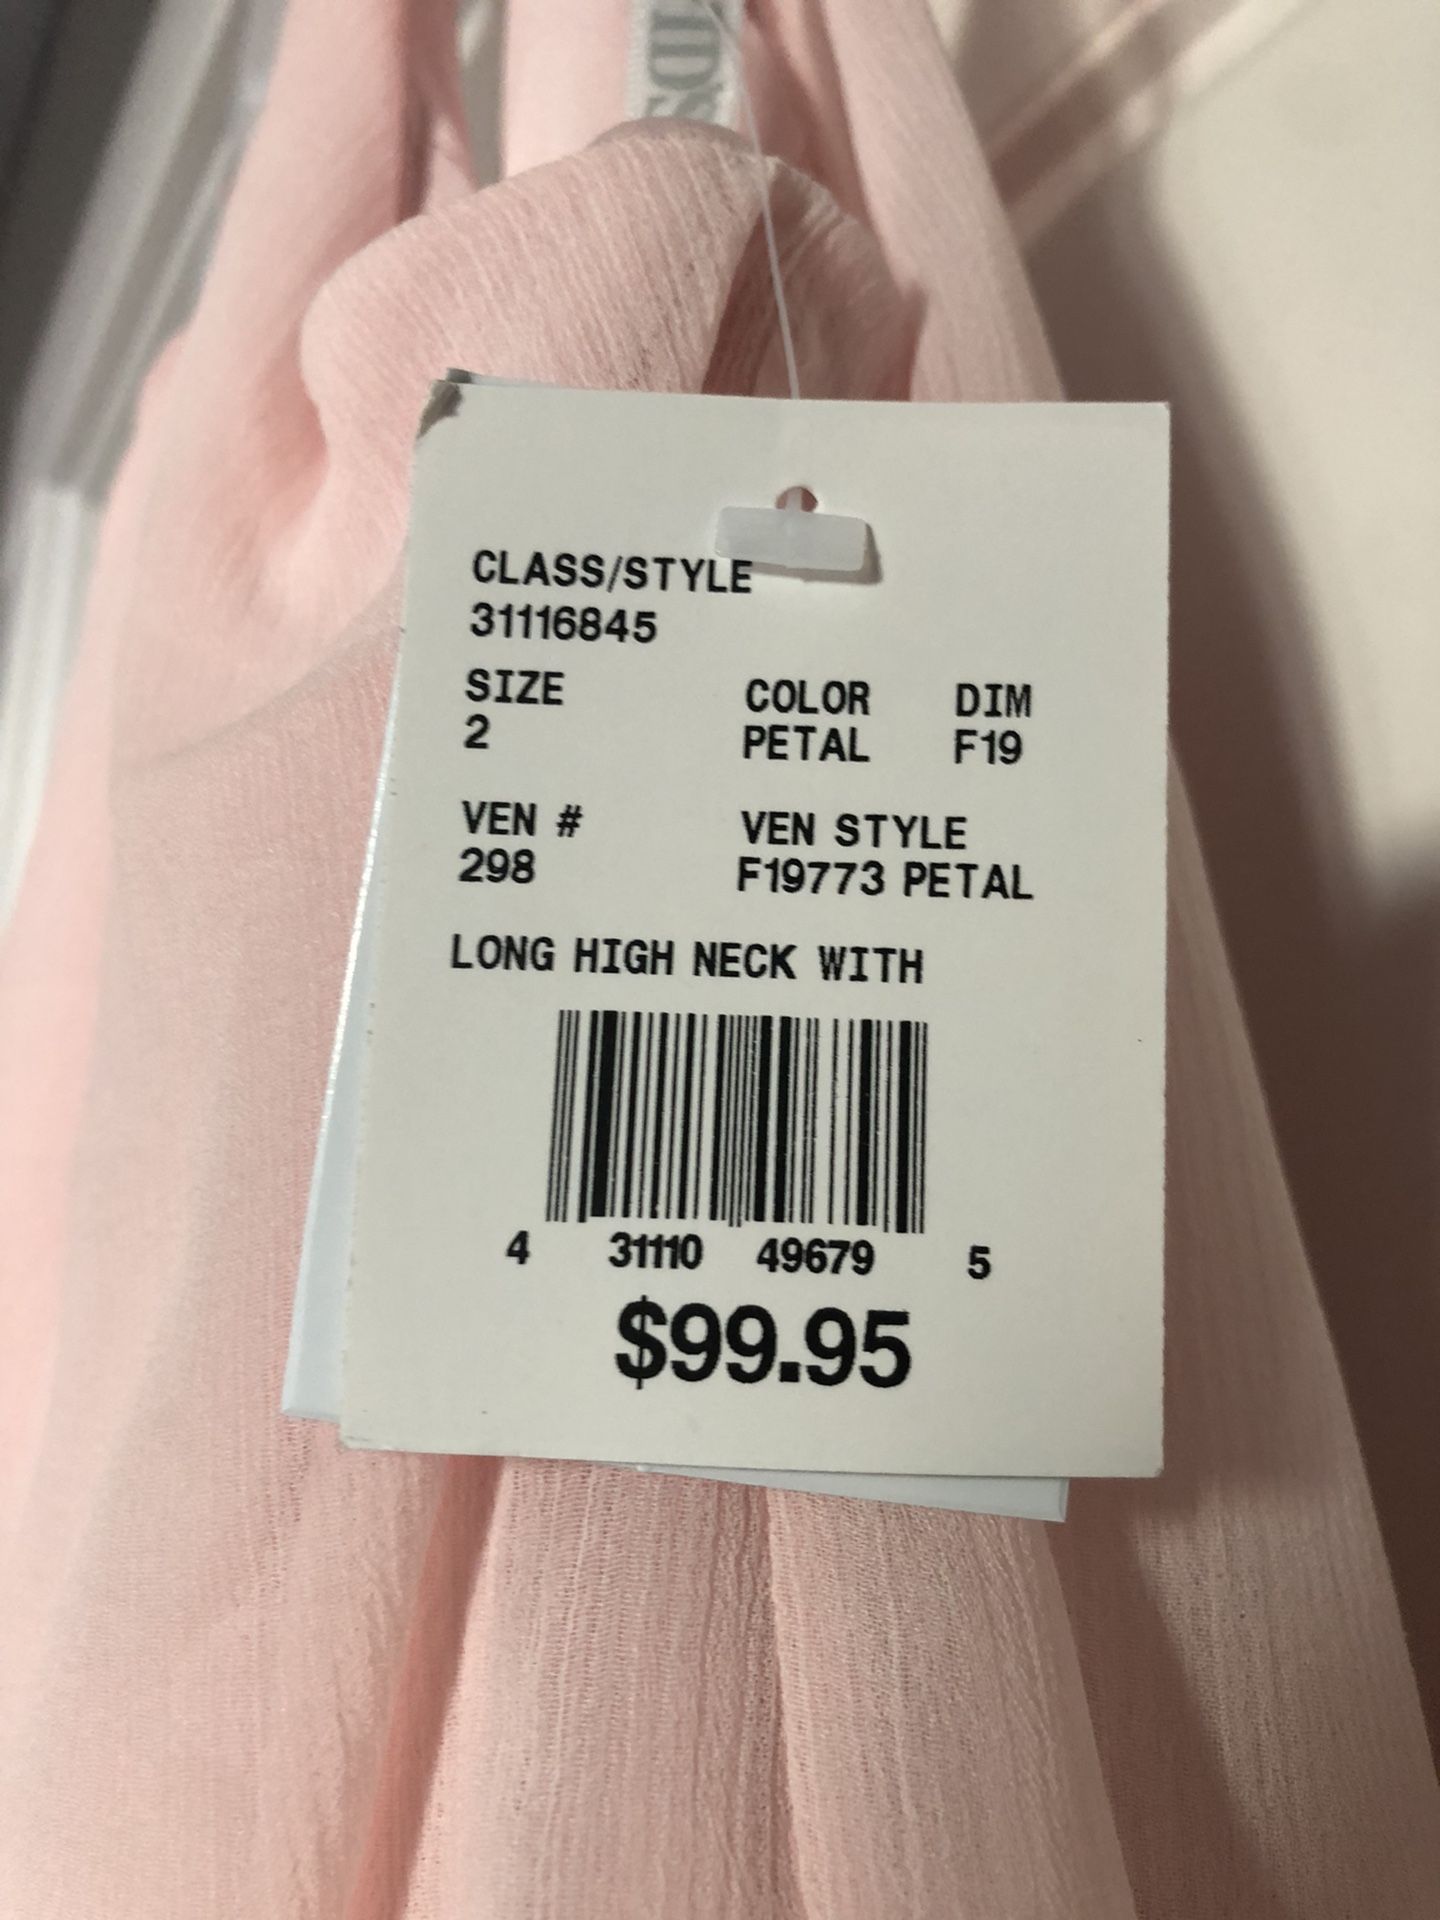 CLASS/STYLE
31116845
SIZE COLOR DIM
2 PETAL F19
VEN # VEN STYLE
298 F19773 PETAL
LONG HIGH NECK WITH
4 31110 49679 5
$99.95